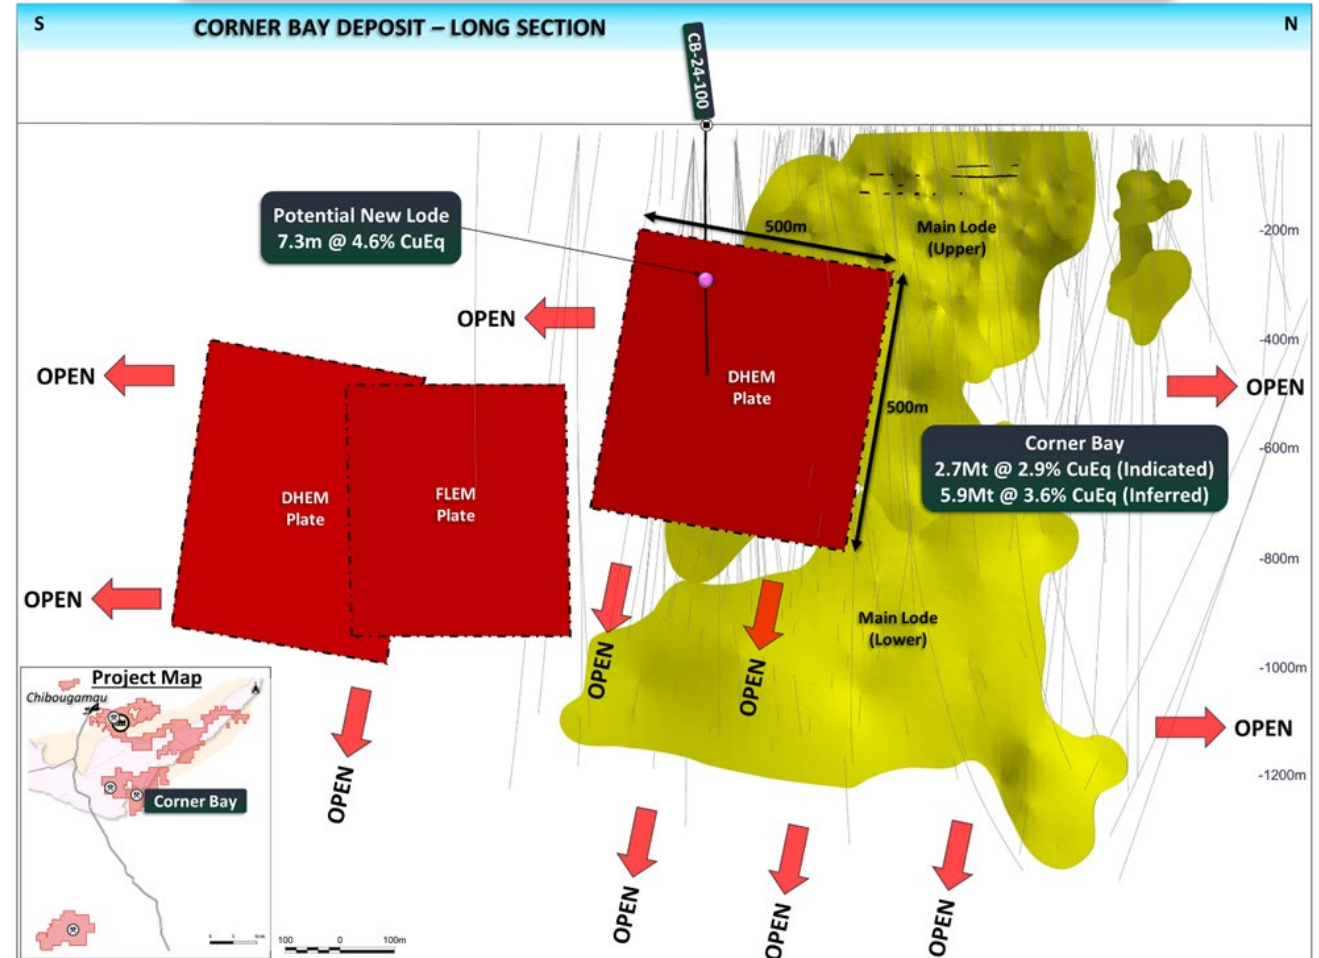 S
CORNER BAY DEPOSIT – LONG SECTION
N
CB-24-100
Potential New Lode
7.3m @ 4.6% CuEq
500m
Main Lode
(Upper)
-200m
OPEN
-400m
OPEN
DHEM
Plate
OPEN
500m
Corner Bay
2.7Mt @ 2.9% CuEq (Indicated)
5.9Mt @ 3.6% CuEq (Inferred)
-600m
DHEM
Plate
FLEM
Plate
-800m
OPEN
Main Lode
(Lower)
OPEN
OPEN
-1000m
Project Map
Chibougamau
Corner Bay
OPEN
OPEN
-1200m
OPEN
OPEN
OPEN
100 0 100m